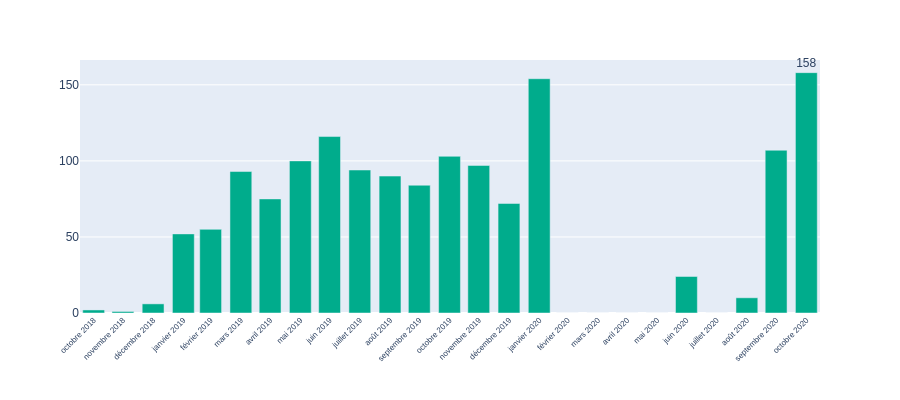 158
150
100
50
0
octobre 2018
novembre 2018
décembre 2018
janvier 2019
février 2019
mars 2019
avril 2019
mai 2019
juin 2019
juillet 2019
août 2019
septembre 2019
octobre 2019
novembre 2019
décembre 2019
janvier 2020
février 2020
mars 2020
avril 2020
mai 2020
juin 2020
juillet 2020
août 2020
septembre 2020
octobre 2020